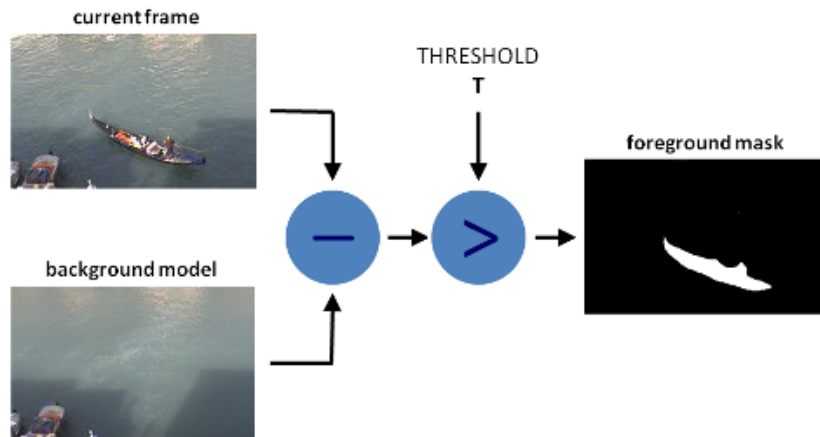 current frame
THRESHOLD
T
foreground mask
−
>
background model